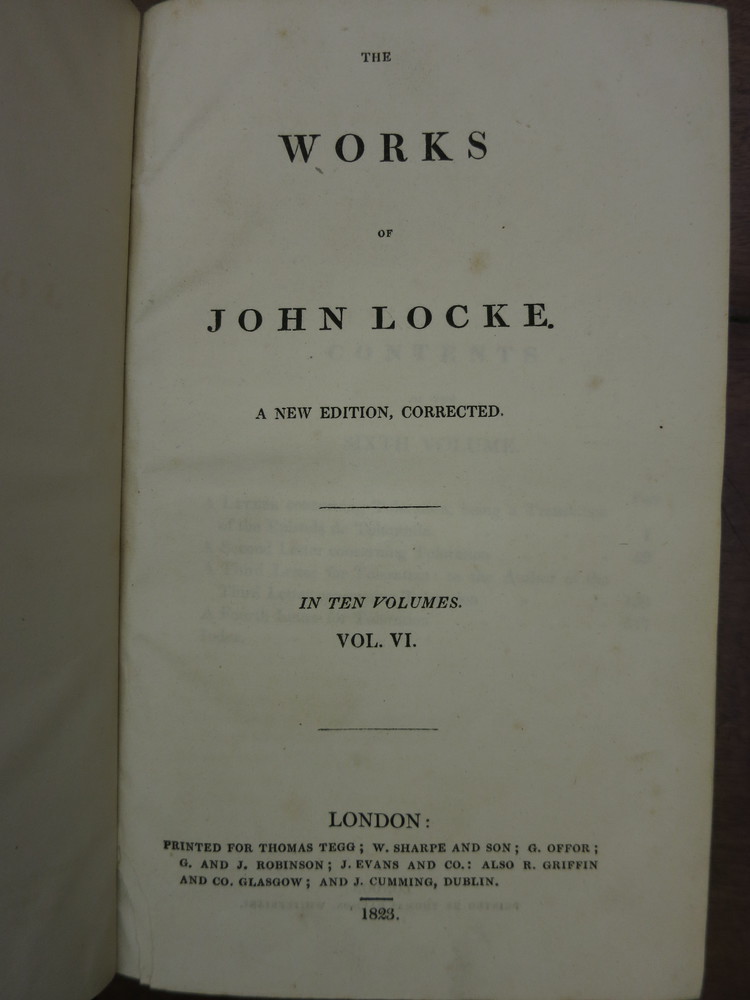 THE
WORKS
OF
JOHN LOCKE.
A NEW EDITION, CORRECTED.
IN TEN VOLUMES.
VOL. VI.
LONDON:
PRINTED FOR THOMAS TEGG; W. SHARPE AND SON; G. OFFOR;
G. AND J. ROBINSON; J. EVANS AND CO.: ALSO R. GRIFFIN
AND CO. GLASGOW; AND J. CUMMING, DUBLIN.
1823.